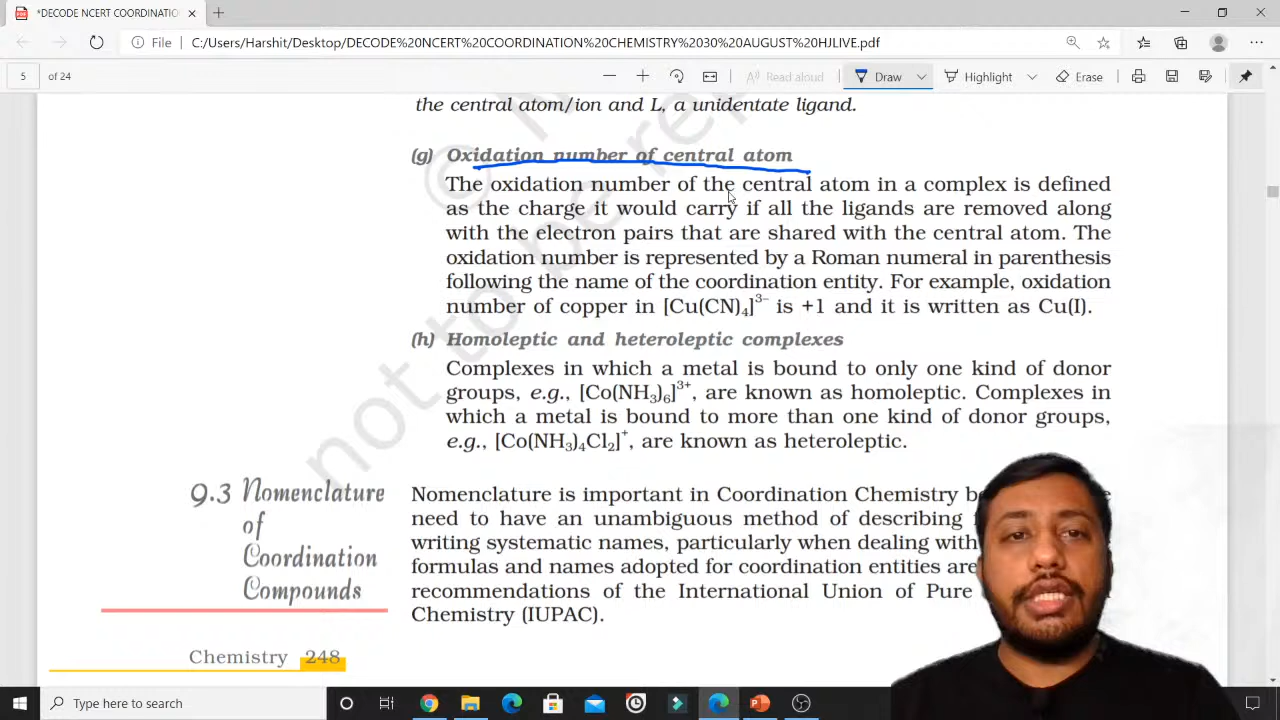 *DECODE NCERT COORDINATIO
File C:/Users/Harshit/Desktop/DECODE%20NCERT%20COORDINATION%20CHEMISTRY%2030%20AUGUST%20HJLIVE.pdf
5 of 24 Read aloud Draw Highlight Erase
the central atom/ion and L, a unidentate ligand.
(g) Oxidation number of central atom
The oxidation number of the central atom in a complex is defined
as the charge it would carry if all the ligands are removed along
with the electron pairs that are shared with the central atom. The
oxidation number is represented by a Roman numeral in parenthesis
following the name of the coordination entity. For example, oxidation
number of copper in [Cu(CN)₄]³⁻ is +1 and it is written as Cu(I).
(h) Homoleptic and heteroleptic complexes
Complexes in which a metal is bound to only one kind of donor
groups, e.g., [Co(NH₃)₆]³⁺, are known as homoleptic. Complexes in
which a metal is bound to more than one kind of donor groups,
e.g., [Co(NH₃)₄Cl₂]⁺, are known as heteroleptic.
9.3 Nomenclature
of
Coordination
Compounds
Nomenclature is important in Coordination Chemistry
need to have an unambiguous method of describing
writing systematic names, particularly when dealing with
formulas and names adopted for coordination entities are
recommendations of the International Union of Pure
Chemistry (IUPAC).
Chemistry 248
not to be
©
Type here to search